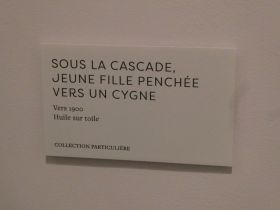 SOUS LA CASCADE,
JEUNE FILLE PENCHÉE
VERS UN CYGNE
Vers 1900
Huile sur toile
COLLECTION PARTICULIÈRE